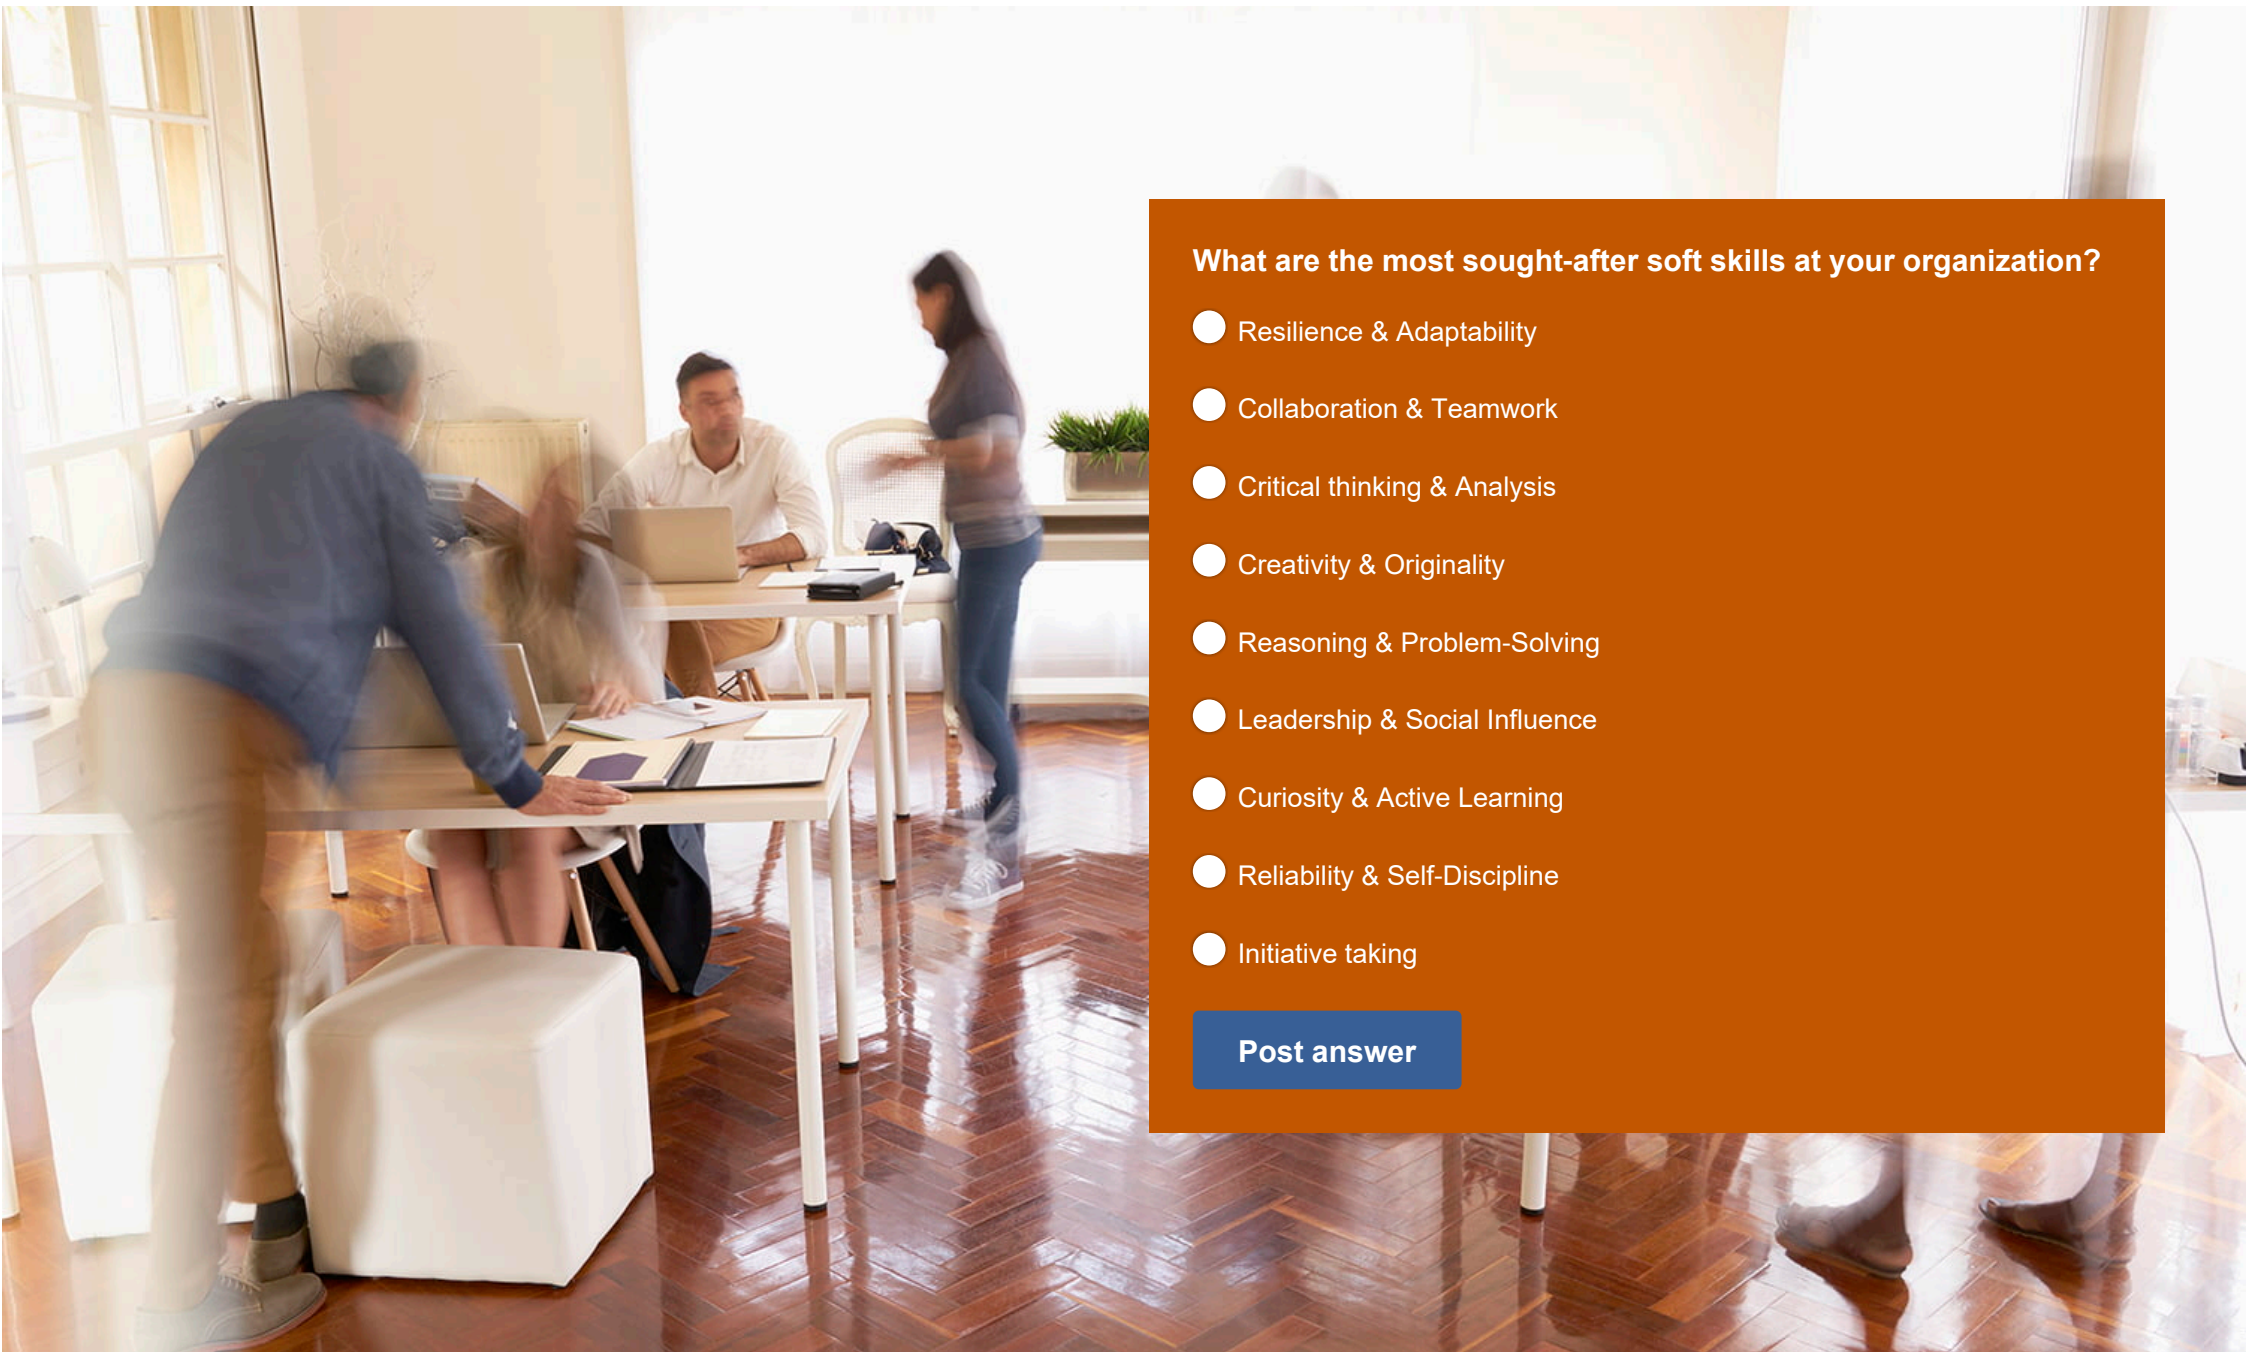 What are the most sought-after soft skills at your organization?
Resilience & Adaptability
Collaboration & Teamwork
Critical thinking & Analysis
Creativity & Originality
Reasoning & Problem-Solving
Leadership & Social Influence
Curiosity & Active Learning
Reliability & Self-Discipline
Initiative taking
Post answer